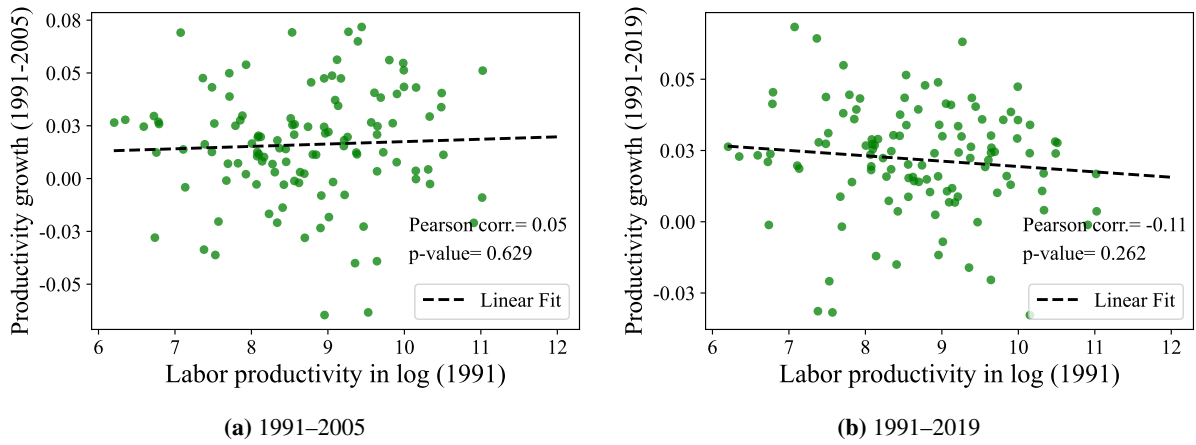 Productivity growth (1991-2005)
0.08
0.05
0.03
0.00
-0.03
-0.05
Pearson corr.= 0.05
p-value= 0.629
Linear Fit
6 7 8 9 10 11 12
Labor productivity in log (1991)
(a) 1991–2005
Productivity growth (1991-2019)
0.05
0.03
0.00
-0.03
Pearson corr.= -0.11
p-value= 0.262
Linear Fit
6 7 8 9 10 11 12
Labor productivity in log (1991)
(b) 1991–2019